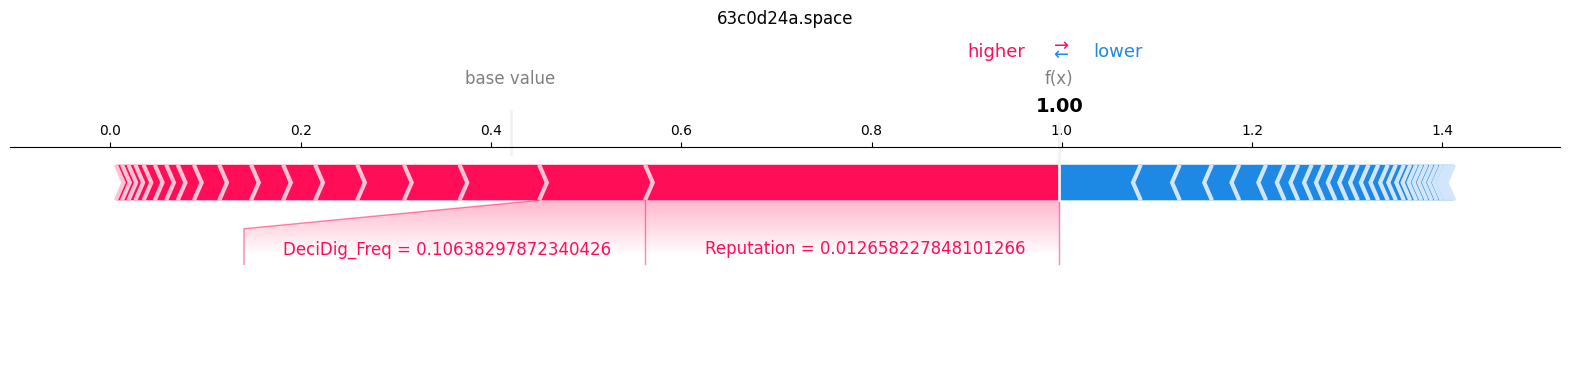 63c0d24a.space
higher ⇄ lower
base value f(x)
1.00
0.0 0.2 0.4 0.6 0.8 1.0 1.2 1.4
DeciDig_Freq = 0.10638297872340426 Reputation = 0.012658227848101266